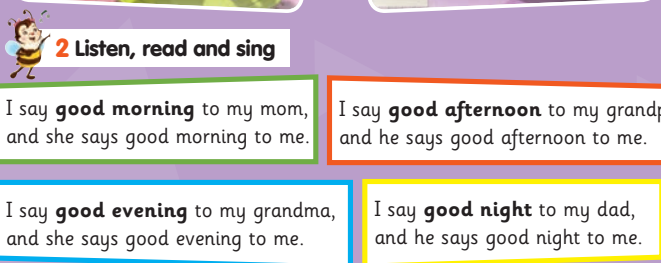 2 Listen, read and sing
I say good morning to my mom,
and she says good morning to me.
I say good afternoon to my
and he says good afternoon to me.
I say good evening to my grandma,
and she says good evening to me.
I say good night to my dad,
and he says good night to me.